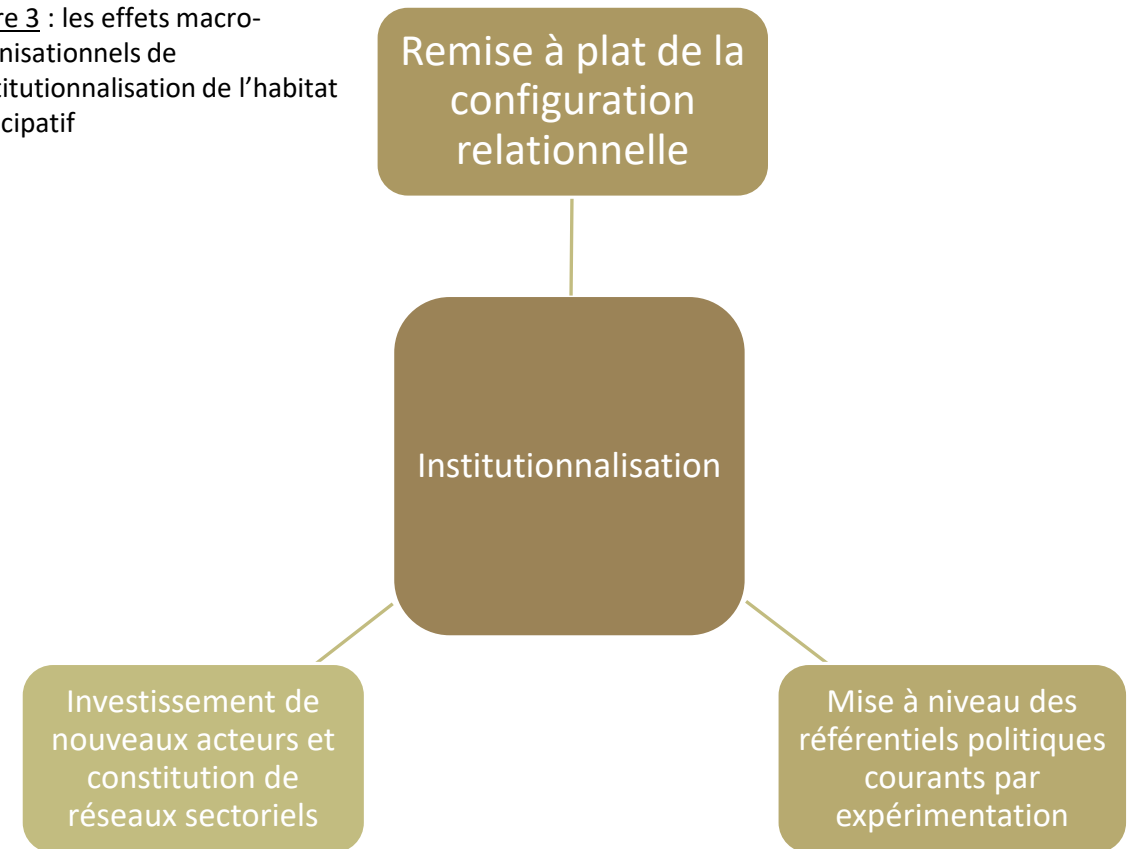 re 3 : les effets macro-
nisationnels de
titutionnalisation de l’habitat
cipatif
Remise à plat de la
configuration
relationnelle
Institutionnalisation
Investissement de
nouveaux acteurs et
constitution de
réseaux sectoriels
Mise à niveau des
référentiels politiques
courants par
expérimentation